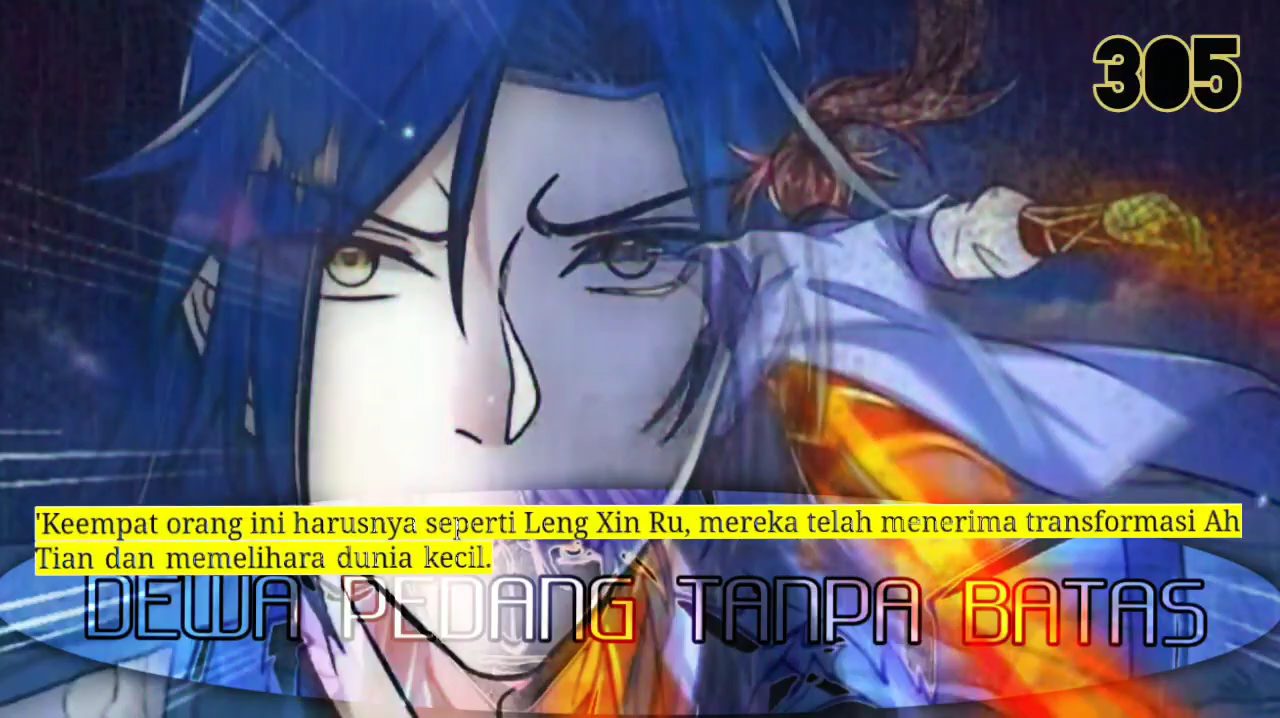 305
'Keempat orang ini harusnya seperti Leng Xin Ru, mereka telah menerima transformasi Ah
Tian dan memelihara dunia kecil.
DEWA PEDANG TANPA BATAS